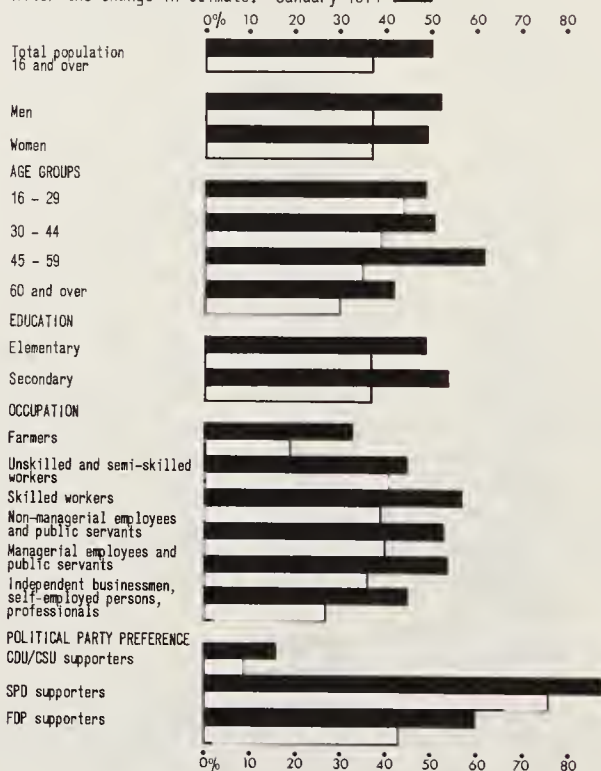 0% 10 20 30 40 50 60 70 80
Total population
16 and over
Men
Women
AGE GROUPS
16 - 29
30 - 44
45 - 59
60 and over
EDUCATION
Elementary
Secondary
OCCUPATION
Farmers
Unskilled and semi-skilled
workers
Skilled workers
Non-managerial employees
and public servants
Managerial employees and
public servants
Independent businessmen,
self-employed persons,
professionals
POLITICAL PARTY PREFERENCE
CDU/CSU supporters
SPD supporters
FDP supporters
0% 10 20 30 40 50 60 70 80